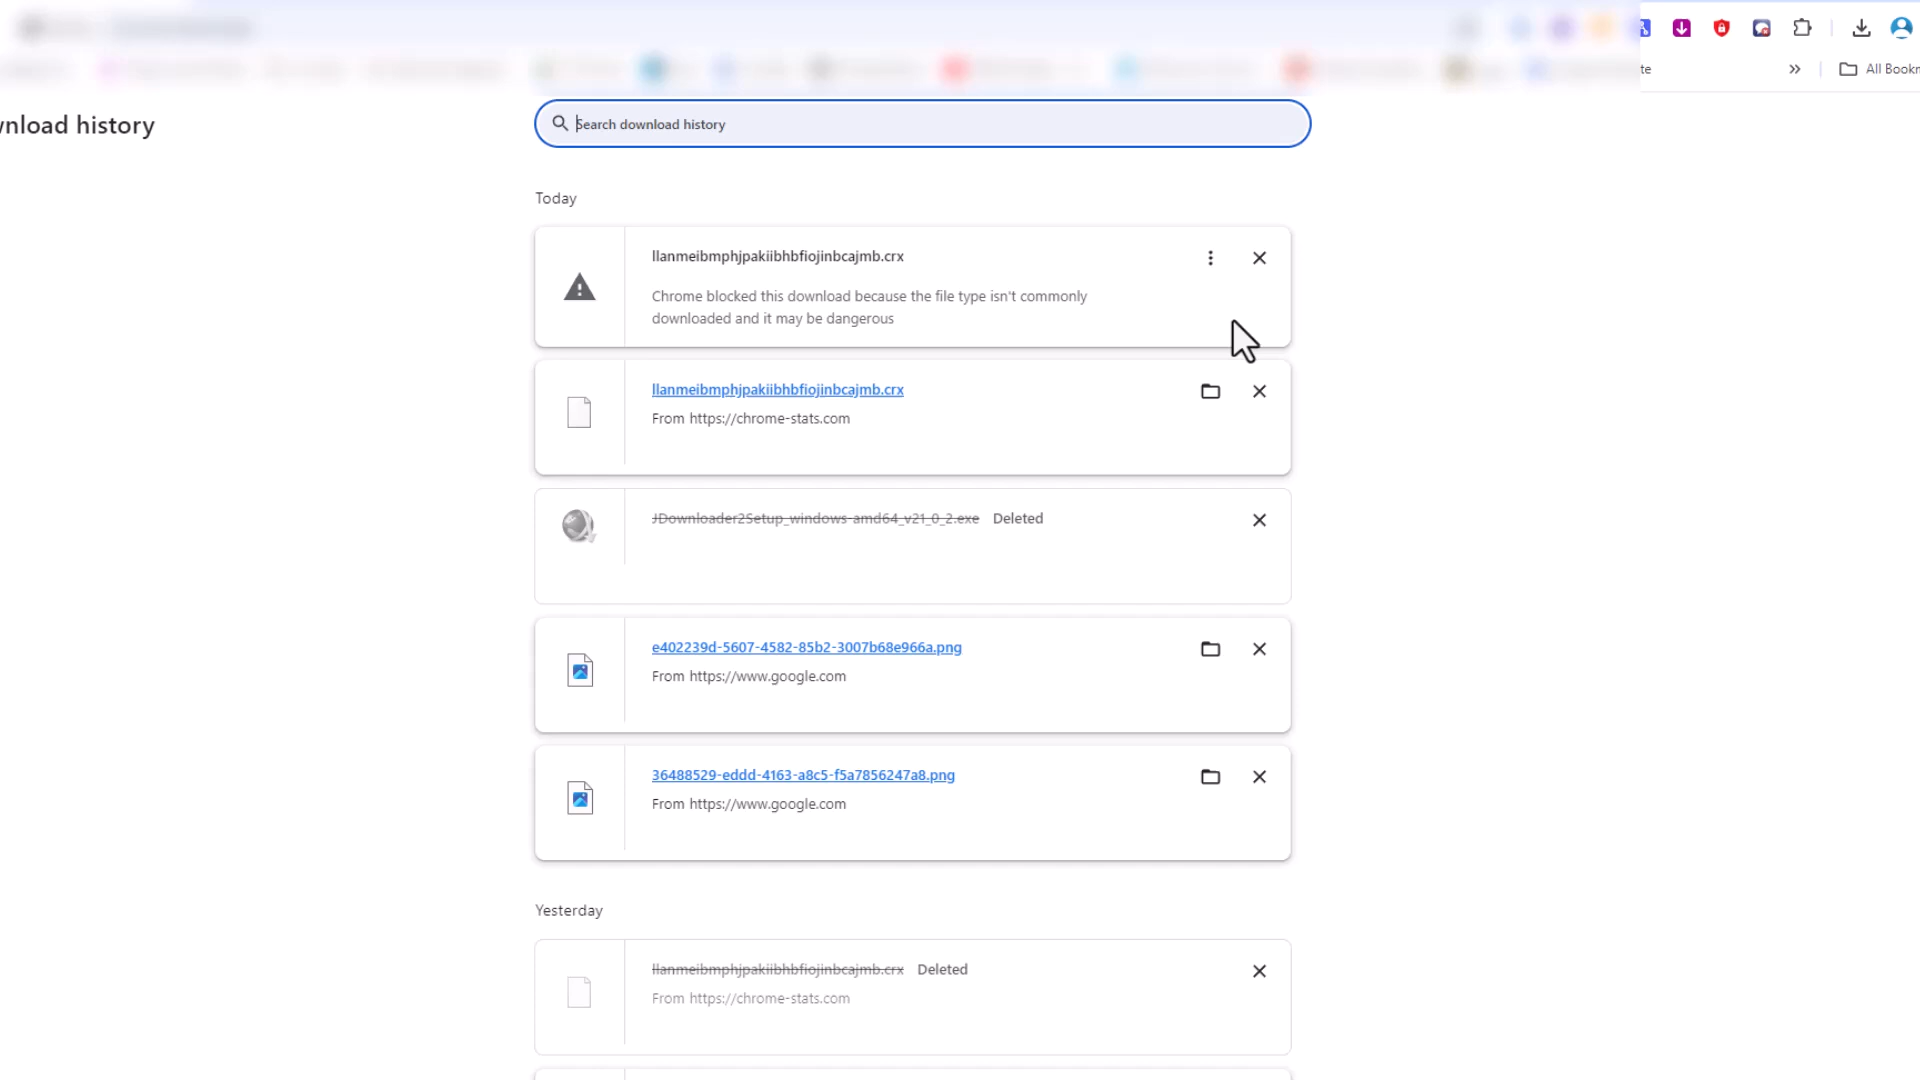 te
» All Bookm
wnload history
Search download history
Today
llanmeibmphjpakiibhbfiojinbcajmb.crx
Chrome blocked this download because the file type isn't commonly
downloaded and it may be dangerous
llanmeibmphjpakiibhbfiojinbcajmb.crx
From https://chrome-stats.com
JDownloader2Setup_windows-amd64_v21_0_2.exe Deleted
e402239d-5607-4582-85b2-3007b68e966a.png
From https://www.google.com
36488529-eddd-4163-a8c5-f5a7856247a8.png
From https://www.google.com
Yesterday
llanmeibmphjpakiibhbfiojinbcajmb.crx Deleted
From https://chrome-stats.com